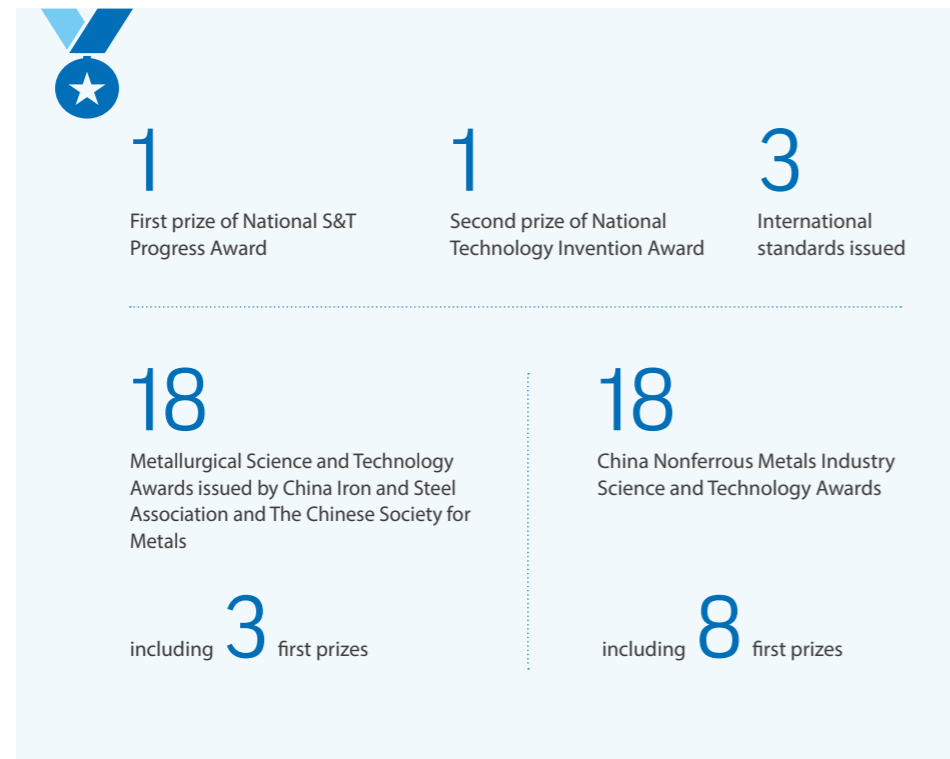 1
First prize of National S&T
Progress Award
1
Second prize of National
Technology Invention Award
3
International
standards issued
18
Metallurgical Science and Technology
Awards issued by China Iron and Steel
Association and The Chinese Society for
Metals
including 3 first prizes
18
China Nonferrous Metals Industry
Science and Technology Awards
including 8 first prizes